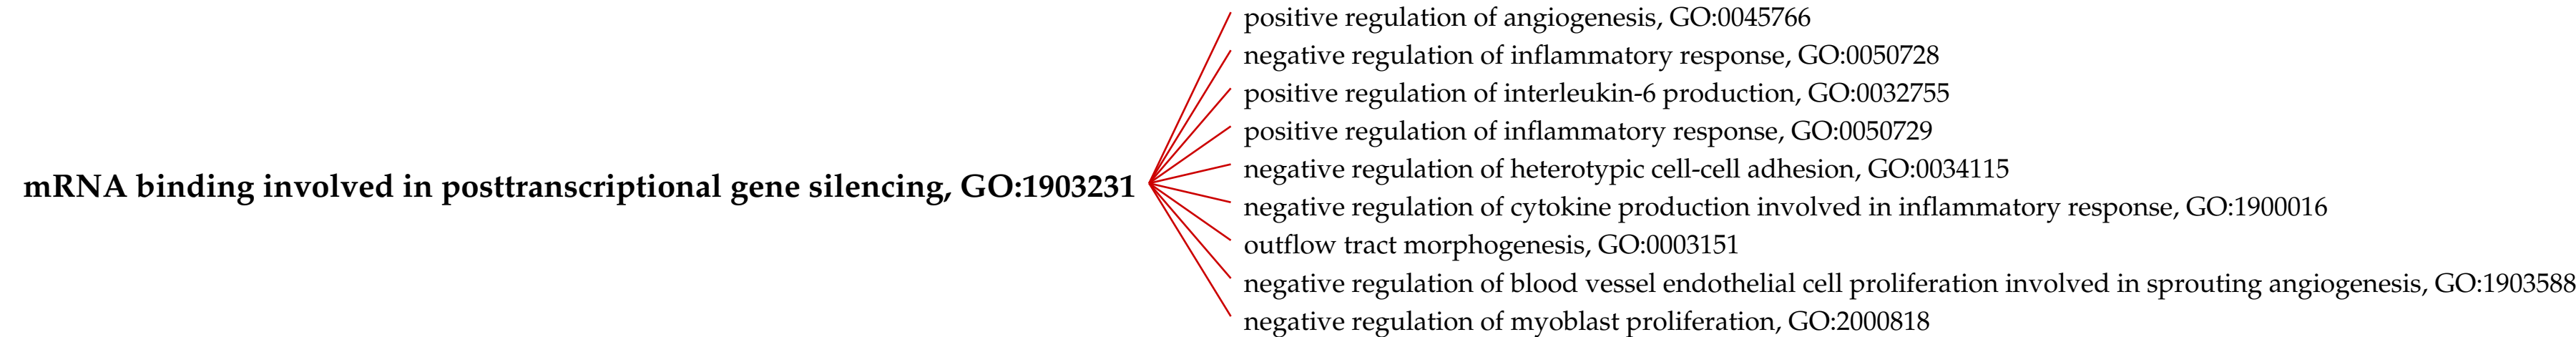 positive regulation of angiogenesis, GO:0045766
negative regulation of inflammatory response, GO:0050728
positive regulation of interleukin-6 production, GO:0032755
positive regulation of inflammatory response, GO:0050729
negative regulation of heterotypic cell-cell adhesion, GO:0034115
mRNA binding involved in posttranscriptional gene silencing, GO:1903231
negative regulation of cytokine production involved in inflammatory response, GO:1900016
outflow tract morphogenesis, GO:0003151
negative regulation of blood vessel endothelial cell proliferation involved in sprouting angiogenesis, GO:1903588
negative regulation of myoblast proliferation, GO:2000818